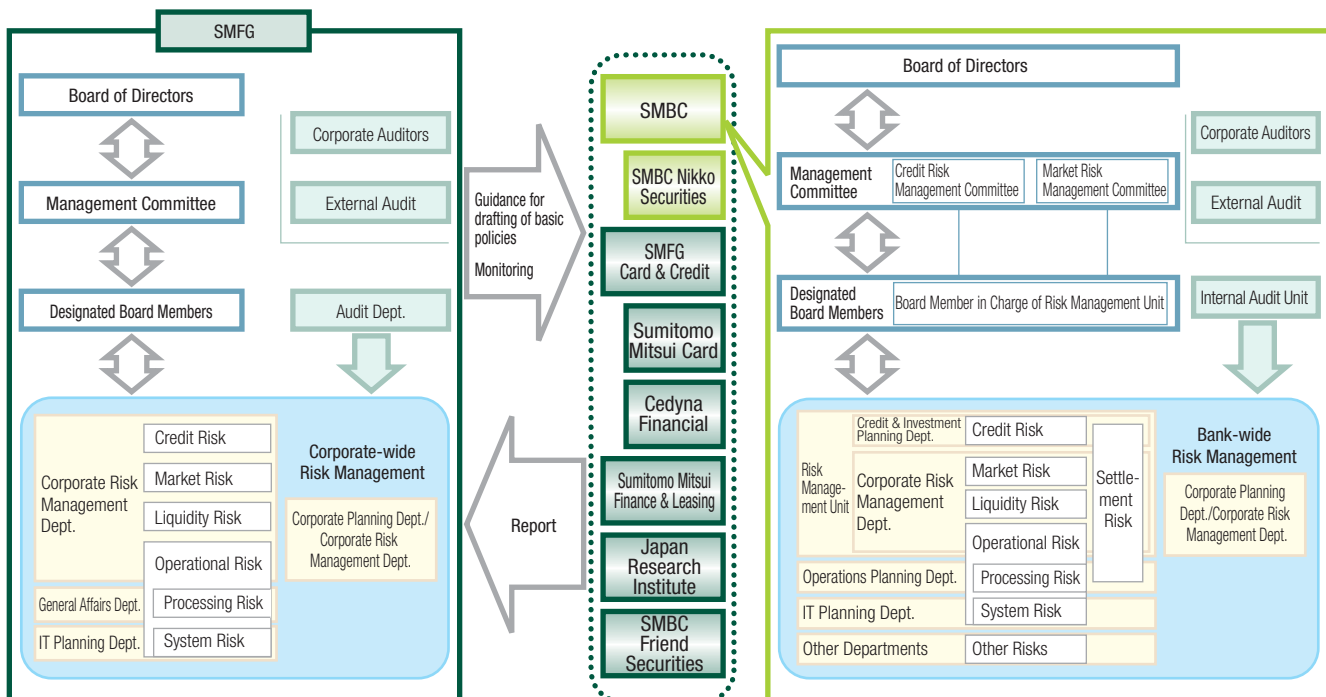 SMFG
Board of Directors
Corporate Auditors
Management Committee
External Audit
Designated Board Members
Audit Dept.
Corporate Risk
Management
Dept.
Credit Risk
Market Risk
Liquidity Risk
Operational Risk
General Affairs Dept.
Processing Risk
IT Planning Dept.
System Risk
Corporate-wide
Risk Management
Corporate Planning Dept./
Corporate Risk
Management Dept.
Guidance for
drafting of basic
policies
Monitoring
Report
SMBC
SMBC Nikko
Securities
SMFG
Card & Credit
Sumitomo
Mitsui Card
Cedyna
Financial
Sumitomo Mitsui
Finance & Leasing
Japan
Research
Institute
SMBC
Friend
Securities
Board of Directors
Corporate Auditors
Management
Committee
Credit Risk
Management Committee
Market Risk
Management Committee
External Audit
Designated
Board Members
Board Member in Charge of Risk Management Unit
Internal Audit Unit
Risk
Manage-
ment Unit
Credit & Investment
Planning Dept.
Credit Risk
Corporate Risk
Management
Dept.
Market Risk
Liquidity Risk
Operational Risk
Settle-
ment
Risk
Operations Planning Dept.
Processing Risk
IT Planning Dept.
System Risk
Other Departments
Other Risks
Bank-wide
Risk Management
Corporate Planning
Dept./Corporate Risk
Management Dept.